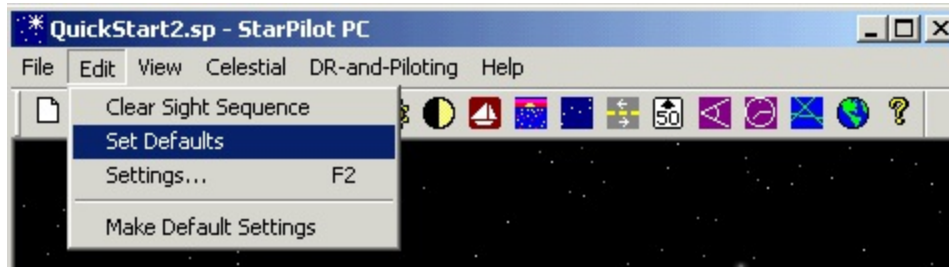 QuickStart2.sp - StarPilot PC
File Edit View Celestial DR-and-Piloting Help
Clear Sight Sequence
50
?
Set Defaults
Settings... F2
Make Default Settings